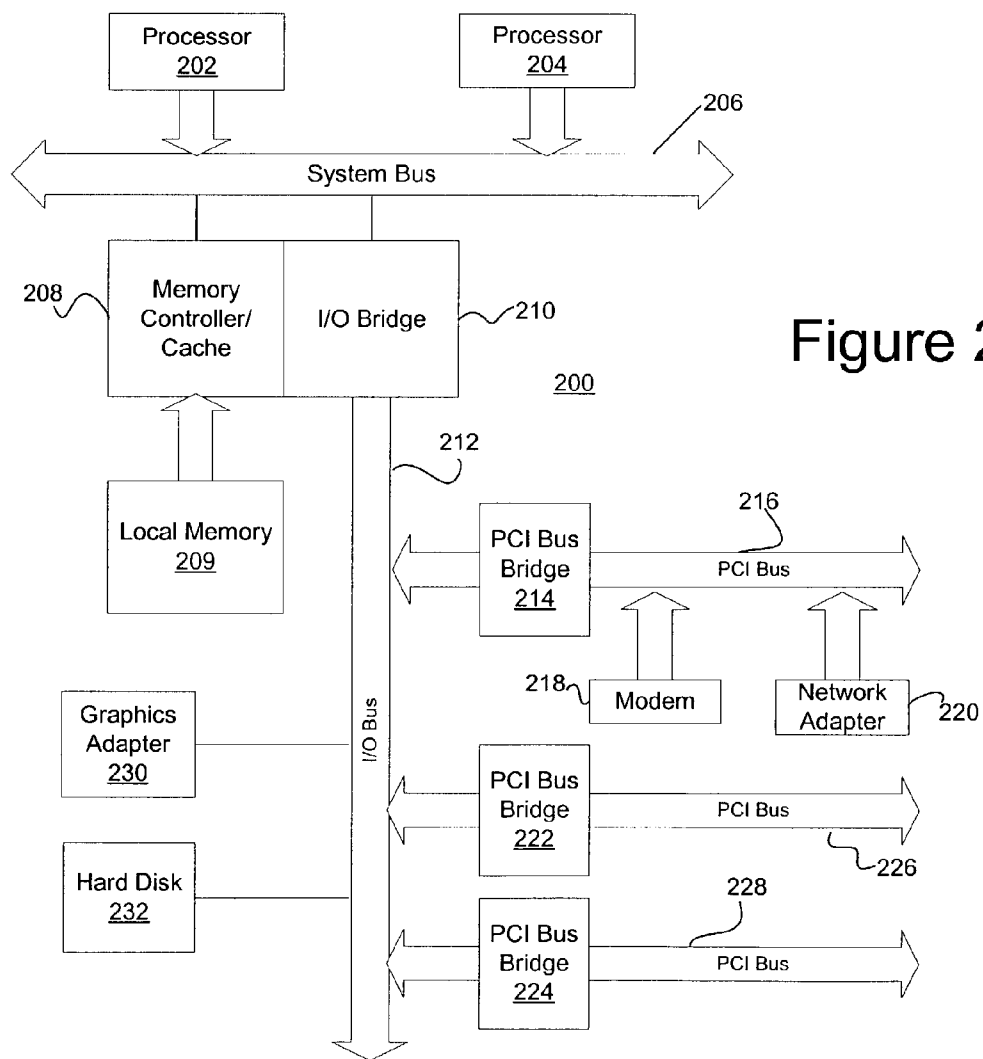 Processor
202
Processor
204
206
System Bus
208
Memory
Controller/
Cache
I/O Bridge
210
Figure 2
200
212
Local Memory
209
216
PCI Bus
Bridge
214
PCI Bus
218
Modem
Network
Adapter
220
Graphics
Adapter
230
I/O Bus
PCI Bus
Bridge
222
PCI Bus
226
Hard Disk
232
228
PCI Bus
Bridge
224
PCI Bus